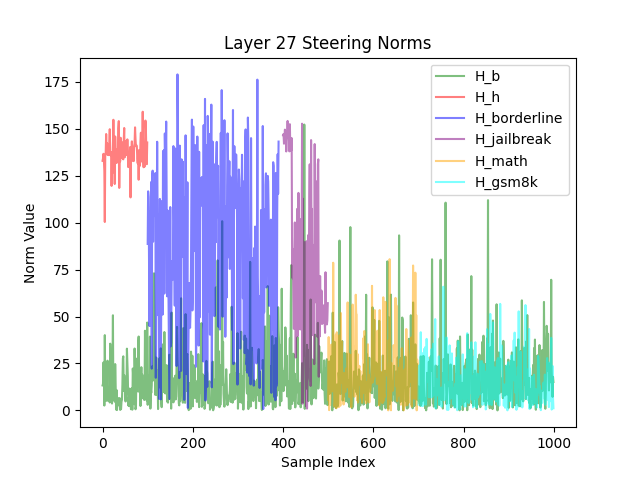 Layer 27 Steering Norms
H_b
H_h
H_borderline
H_jailbreak
H_math
H_gsm8k
Norm Value
175
150
125
100
75
50
25
0
0 200 400 600 800 1000
Sample Index